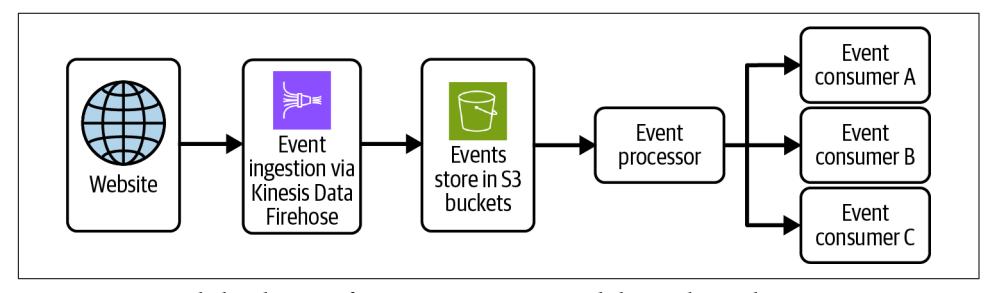 Website
Event
ingestion via
Kinesis Data
Firehose
Events
store in S3
buckets
Event
processor
Event
consumer A
Event
consumer B
Event
consumer C